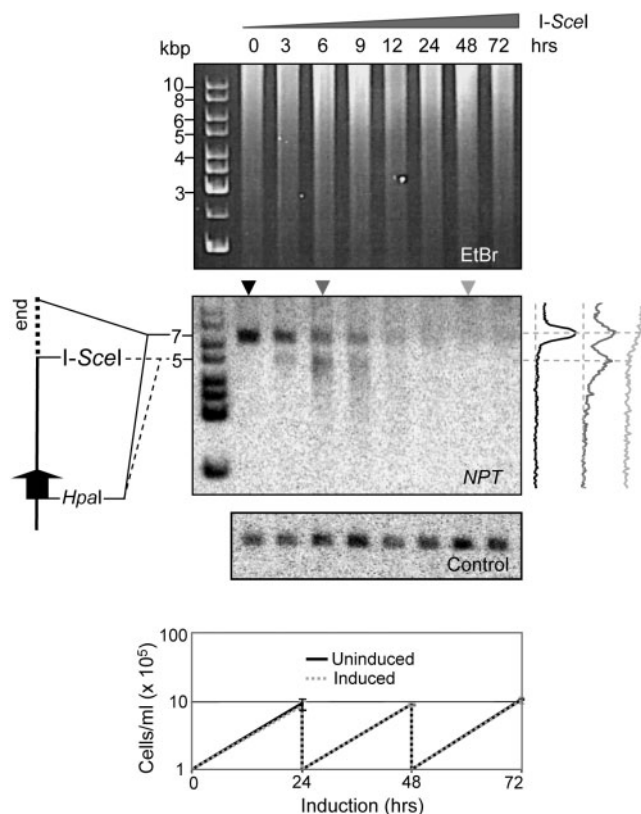 I-SceI
kbp 0 3 6 9 12 24 48 72 hrs
10
8
6
5
4
3
EtBr
end
7
I-SceI 5
HpaI
NPT
Control
100
Uninduced
Induced
Cells/ml (x 10⁵)
10
1
0 24 48 72
Induction (hrs)